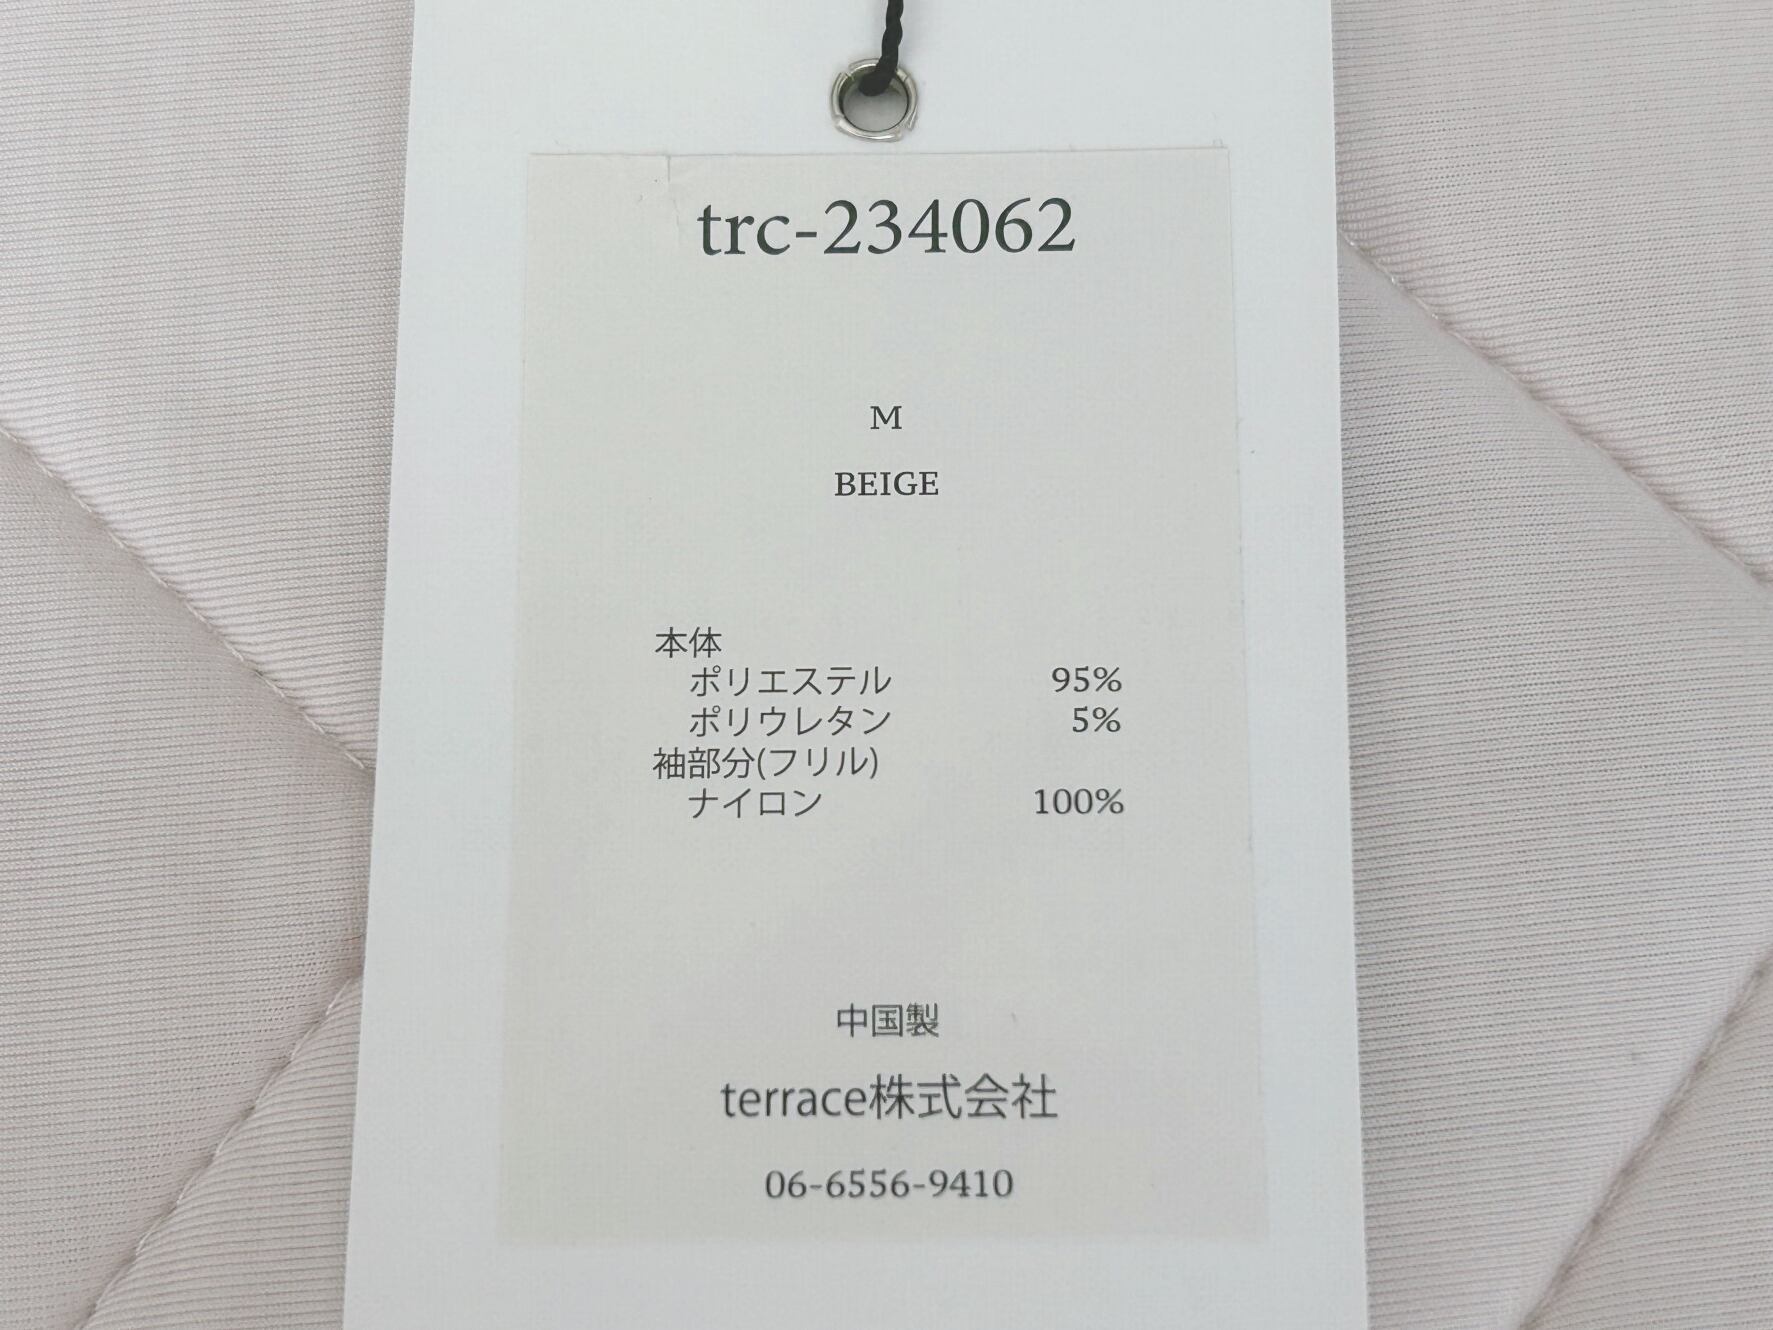 trc-234062
M
BEIGE
本体
ポリエステル 95%
ポリウレタン 5%
袖部分(フリル)
ナイロン 100%
中国製
terrace株式会社
06-6556-9410